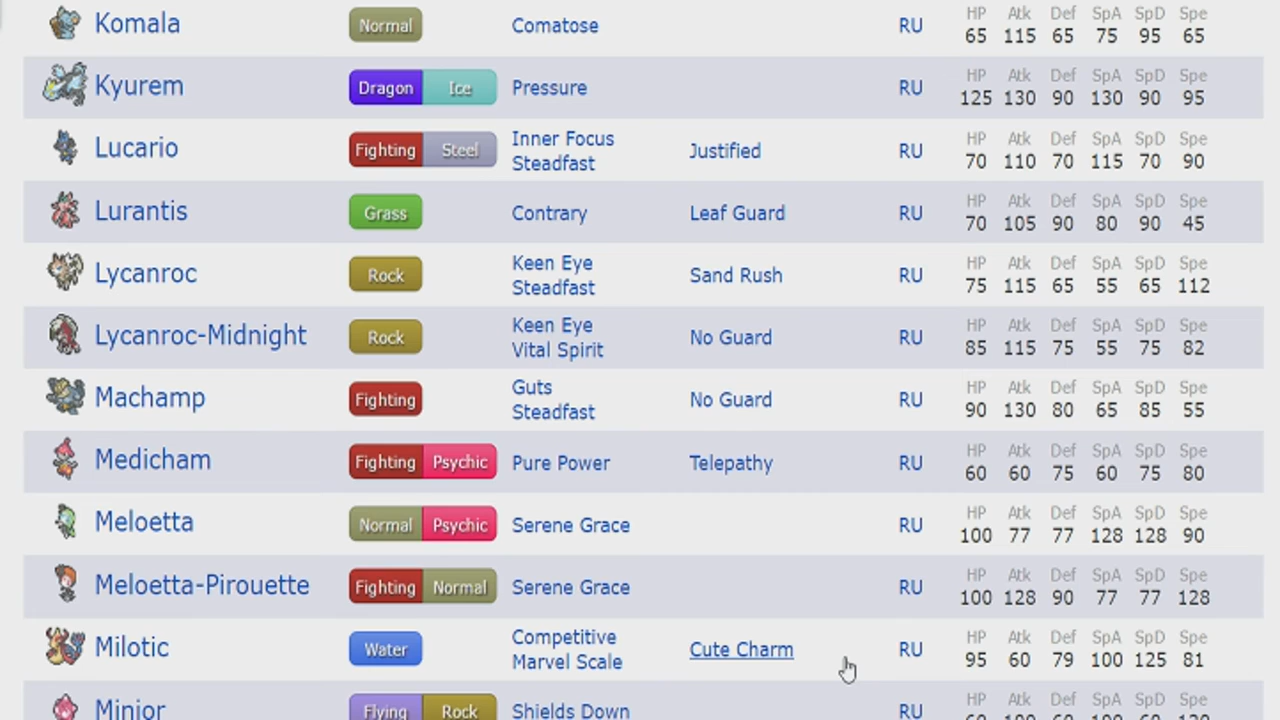 Komala Normal Comatose RU HP 65 Atk 115 Def 65 SpA 75 SpD 95 Spe 65
Kyurem Dragon Ice Pressure RU HP 125 Atk 130 Def 90 SpA 130 SpD 90 Spe 95
Lucario Fighting Steel Inner Focus Steadfast Justified RU HP 70 Atk 110 Def 70 SpA 115 SpD 70 Spe 90
Lurantis Grass Contrary Leaf Guard RU HP 70 Atk 105 Def 90 SpA 80 SpD 90 Spe 45
Lycanroc Rock Keen Eye Steadfast Sand Rush RU HP 75 Atk 115 Def 65 SpA 55 SpD 65 Spe 112
Lycanroc-Midnight Rock Keen Eye Vital Spirit No Guard RU HP 85 Atk 115 Def 75 SpA 55 SpD 75 Spe 82
Machamp Fighting Guts Steadfast No Guard RU HP 90 Atk 130 Def 80 SpA 65 SpD 85 Spe 55
Medicham Fighting Psychic Pure Power Telepathy RU HP 60 Atk 60 Def 75 SpA 60 SpD 75 Spe 80
Meloetta Normal Psychic Serene Grace RU HP 100 Atk 77 Def 77 SpA 128 SpD 128 Spe 90
Meloetta-Pirouette Fighting Normal Serene Grace RU HP 100 Atk 128 Def 90 SpA 77 SpD 77 Spe 128
Milotic Water Competitive Marvel Scale Cute Charm RU HP 95 Atk 60 Def 79 SpA 100 SpD 125 Spe 81
Minior Flying Rock Shields Down RU HP Atk Def SpA SpD Spe